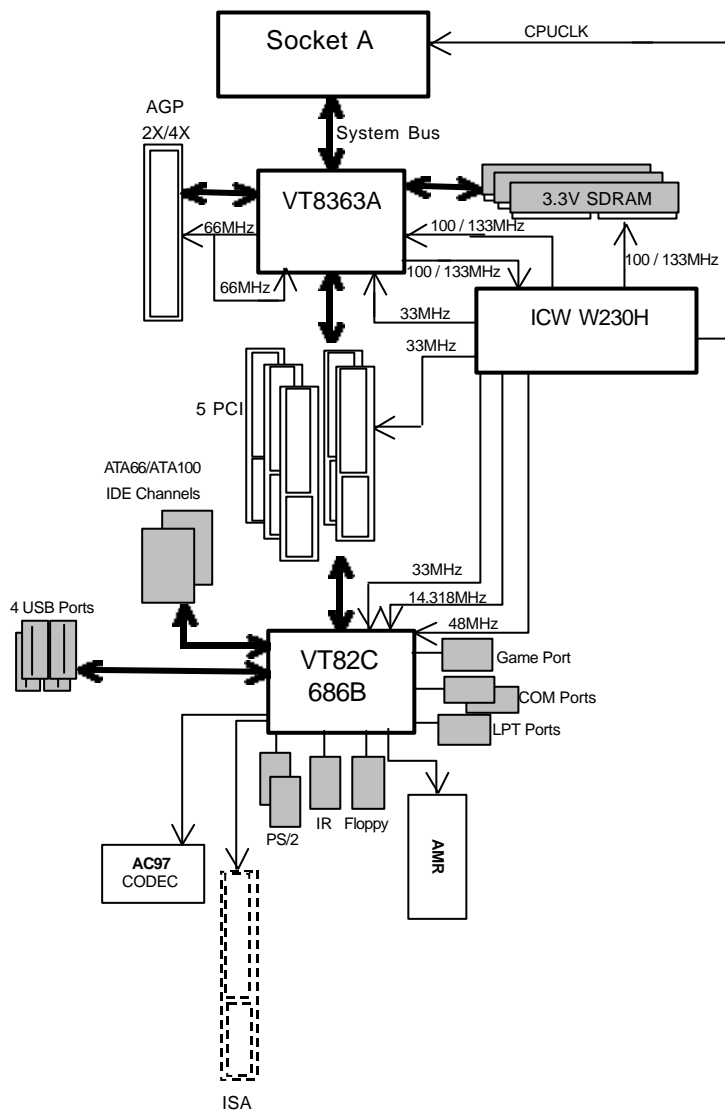 Socket A
CPUCLK
AGP
2X/4X
System Bus
VT8363A
3.3V SDRAM
66MHz
100 / 133MHz
100 / 133MHz
100 / 133MHz
66MHz
33MHz
ICW W230H
33MHz
5 PCI
ATA66/ATA100
IDE Channels
33MHz
14.318MHz
4 USB Ports
48MHz
VT82C
686B
Game Port
COM Ports
LPT Ports
PS/2
IR
Floppy
AC97
CODEC
AMR
ISA